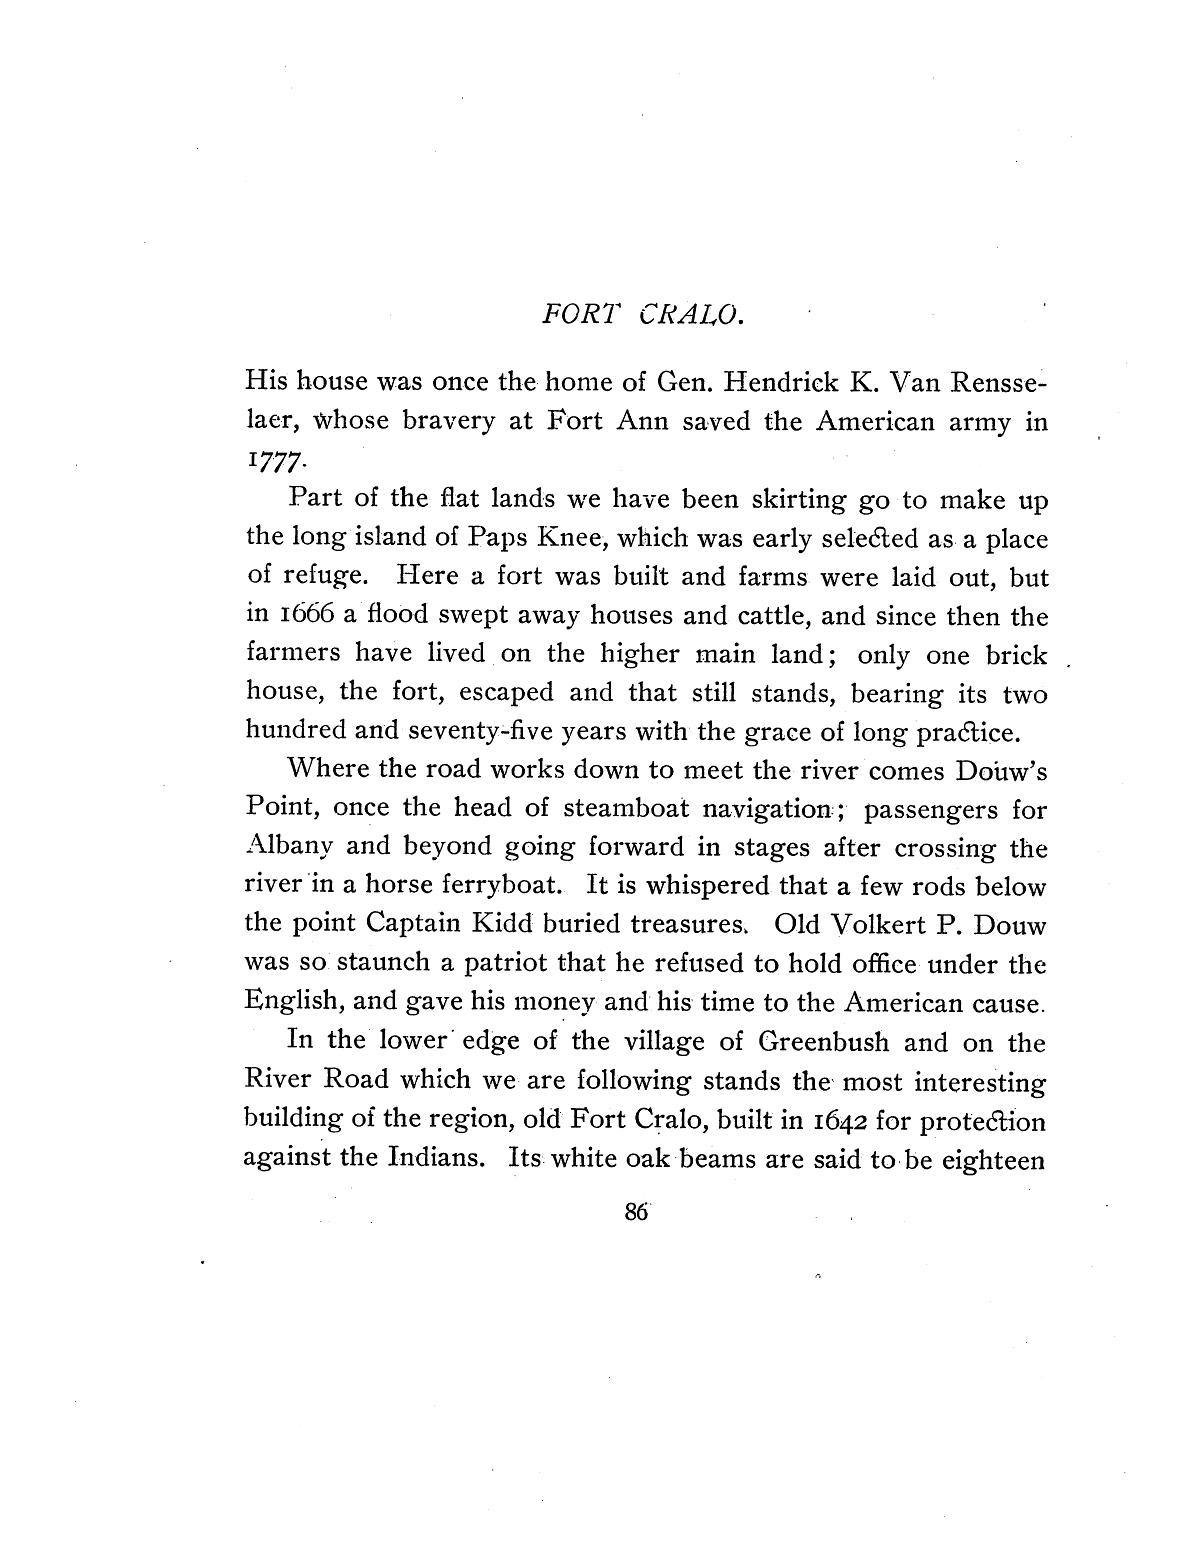 FORT CRALO.
His house was once the home of Gen. Hendrick K. Van Rensse-
laer, whose bravery at Fort Ann saved the American army in
1777.
Part of the flat lands we have been skirting go to make up
the long island of Paps Knee, which was early selected as a place
of refuge. Here a fort was built and farms were laid out, but
in 1666 a flood swept away houses and cattle, and since then the
farmers have lived on the higher main land; only one brick
house, the fort, escaped and that still stands, bearing its two
hundred and seventy-five years with the grace of long practice.
Where the road works down to meet the river comes Douw's
Point, once the head of steamboat navigation; passengers for
Albany and beyond going forward in stages after crossing the
river in a horse ferryboat. It is whispered that a few rods below
the point Captain Kidd buried treasures. Old Volkert P. Douw
was so staunch a patriot that he refused to hold office under the
English, and gave his money and his time to the American cause.
In the lower edge of the village of Greenbush and on the
River Road which we are following stands the most interesting
building of the region, old Fort Cralo, built in 1642 for protection
against the Indians. Its white oak beams are said to be eighteen
86